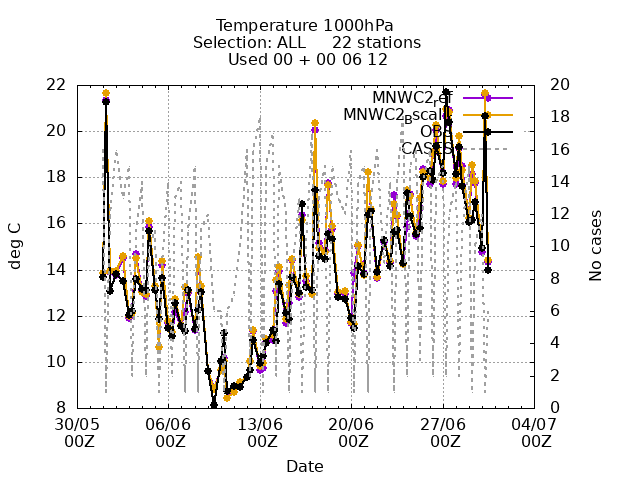 Temperature 1000hPa
Selection: ALL 22 stations
Used 00 + 00 06 12
22
20
18
16
14
12
10
8
deg C
20
18
16
14
12
10
8
6
4
2
0
No cases
MNWC2_ref
MNWC2_Bscale
OBS
CASES
30/05 06/06 13/06 20/06 27/06 04/07
00Z 00Z 00Z 00Z 00Z 00Z
Date